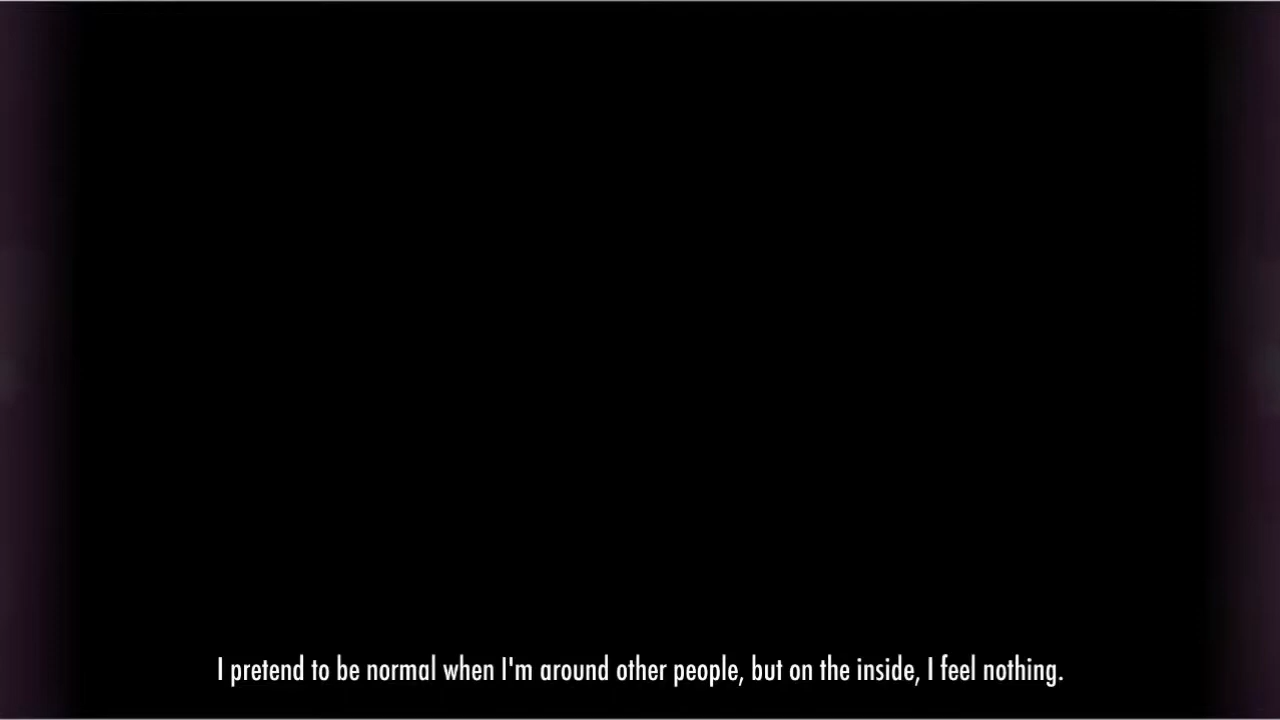 I pretend to be normal when I'm around other people, but on the inside, I feel nothing.